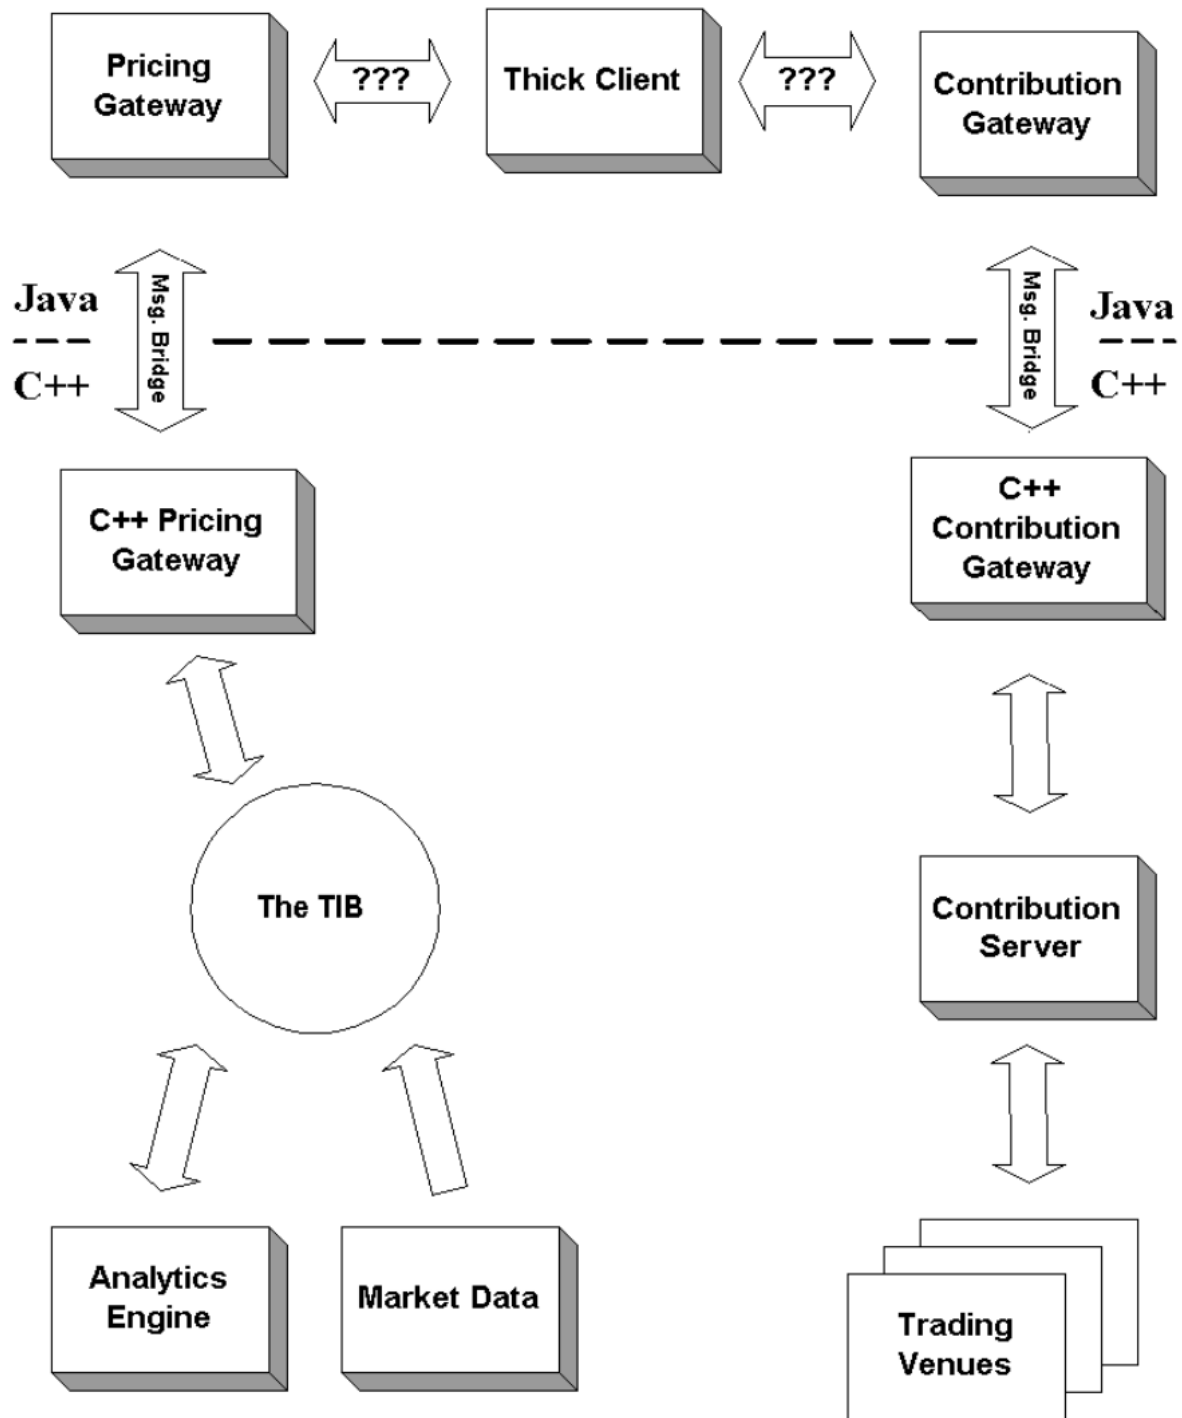 Pricing
Gateway
???
Thick Client
???
Contribution
Gateway
Java
Msg. Bridge
C++
Msg. Bridge
Java
C++
C++ Pricing
Gateway
C++
Contribution
Gateway
The TIB
Contribution
Server
Analytics
Engine
Market Data
Trading
Venues